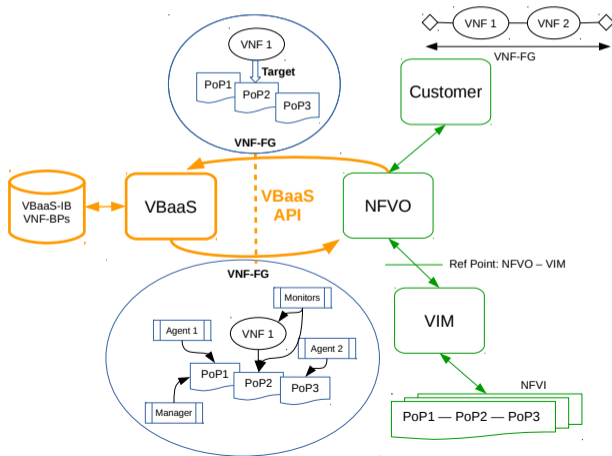 VNF 1
VNF 2
VNF-FG
VNF 1
Target
PoP1
PoP2
PoP3
VNF-FG
Customer
VBaaS-IB
VNF-BPs
VBaaS
VBaaS
API
NFVO
Ref Point: NFVO – VIM
VNF-FG
Monitors
Agent 1
VNF 1
Agent 2
PoP1
PoP2
PoP3
Manager
VIM
NFVI
PoP1 — PoP2 — PoP3